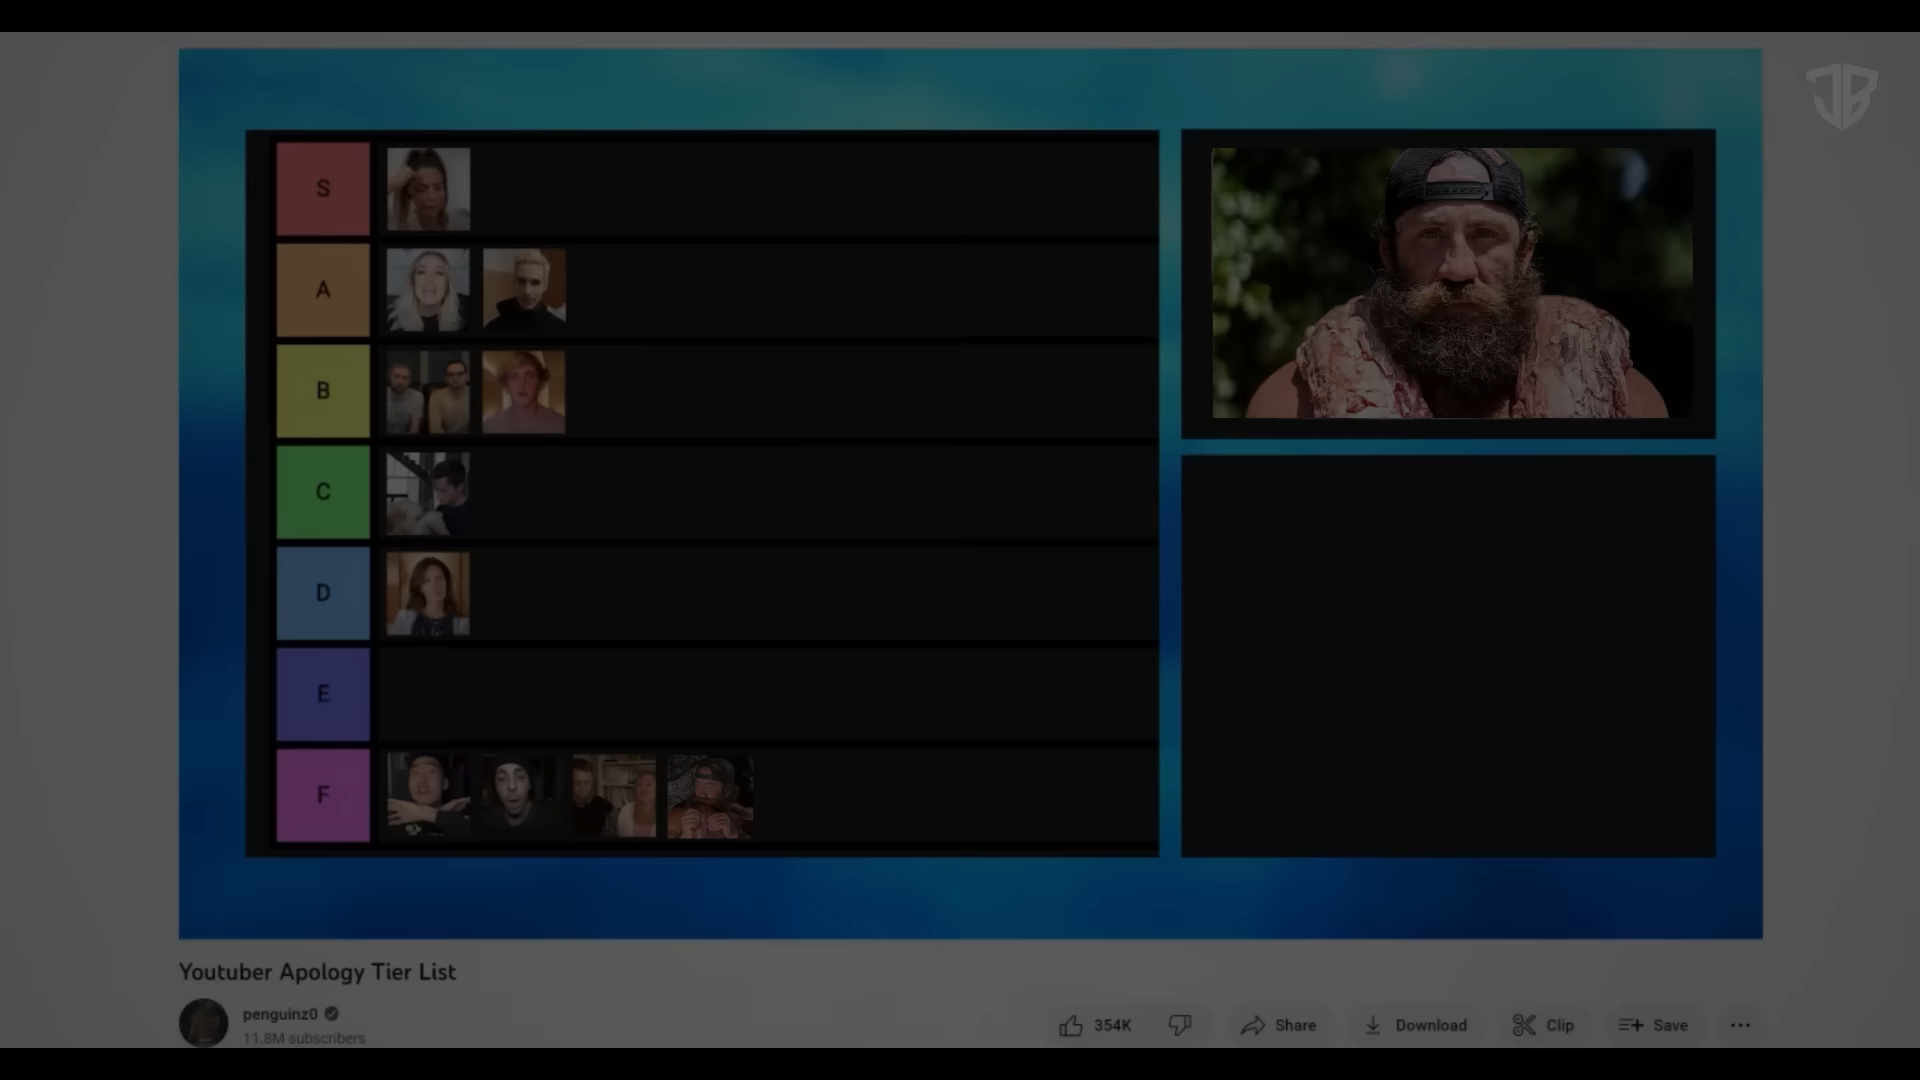 S
A
B
C
D
E
F
Youtuber Apology Tier List
penguinz0
11.8M subscribers
354K
Share
Download
Clip
Save